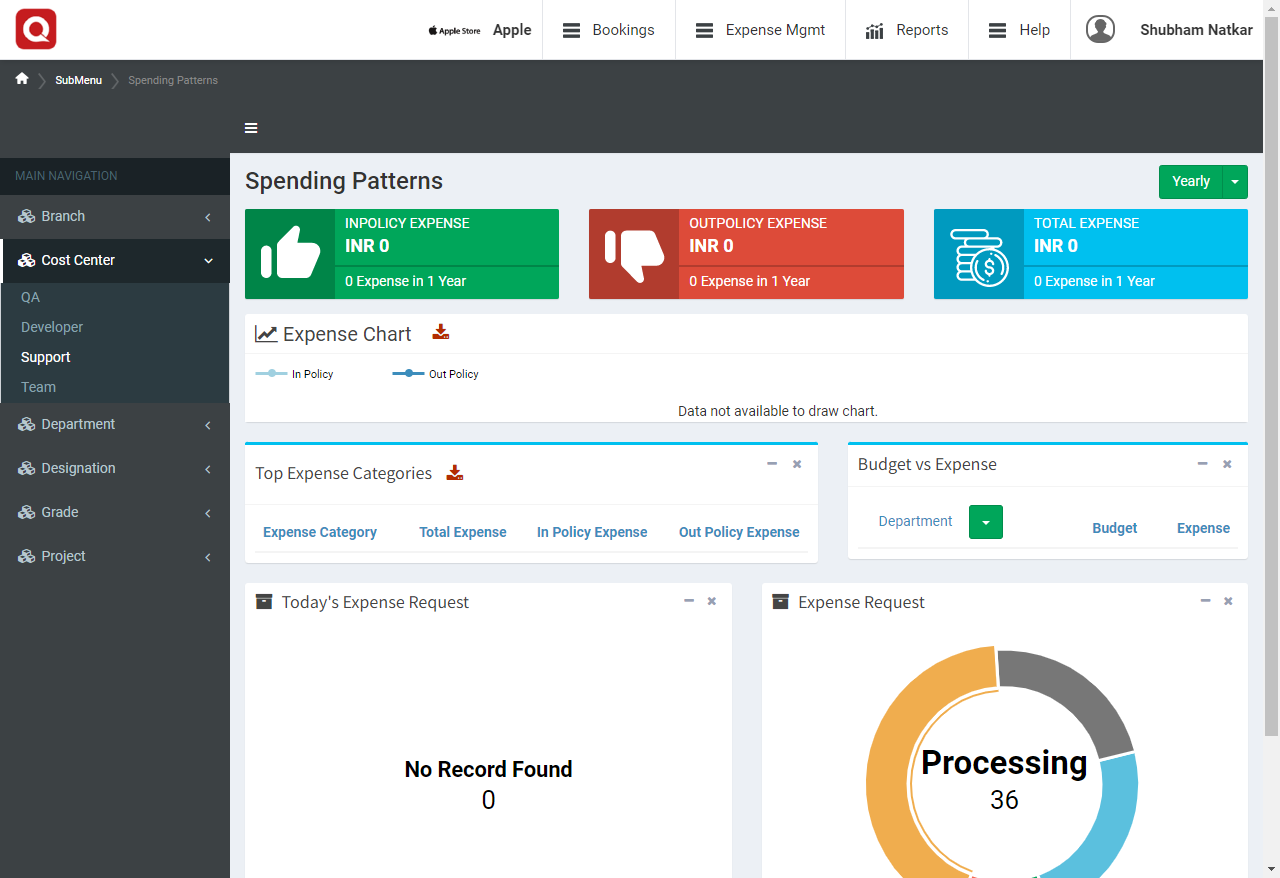 Apple Store Apple Bookings Expense Mgmt Reports Help Shubham Natkar
SubMenu Spending Patterns
MAIN NAVIGATION
Branch
Cost Center
QA
Developer
Support
Team
Department
Designation
Grade
Project
Spending Patterns
Yearly
INPOLICY EXPENSE
INR 0
0 Expense in 1 Year
OUTPOLICY EXPENSE
INR 0
0 Expense in 1 Year
TOTAL EXPENSE
INR 0
0 Expense in 1 Year
Expense Chart
In Policy Out Policy
Data not available to draw chart.
Top Expense Categories
Expense Category Total Expense In Policy Expense Out Policy Expense
Budget vs Expense
Department Budget Expense
Today's Expense Request
No Record Found
0
Expense Request
Processing
36